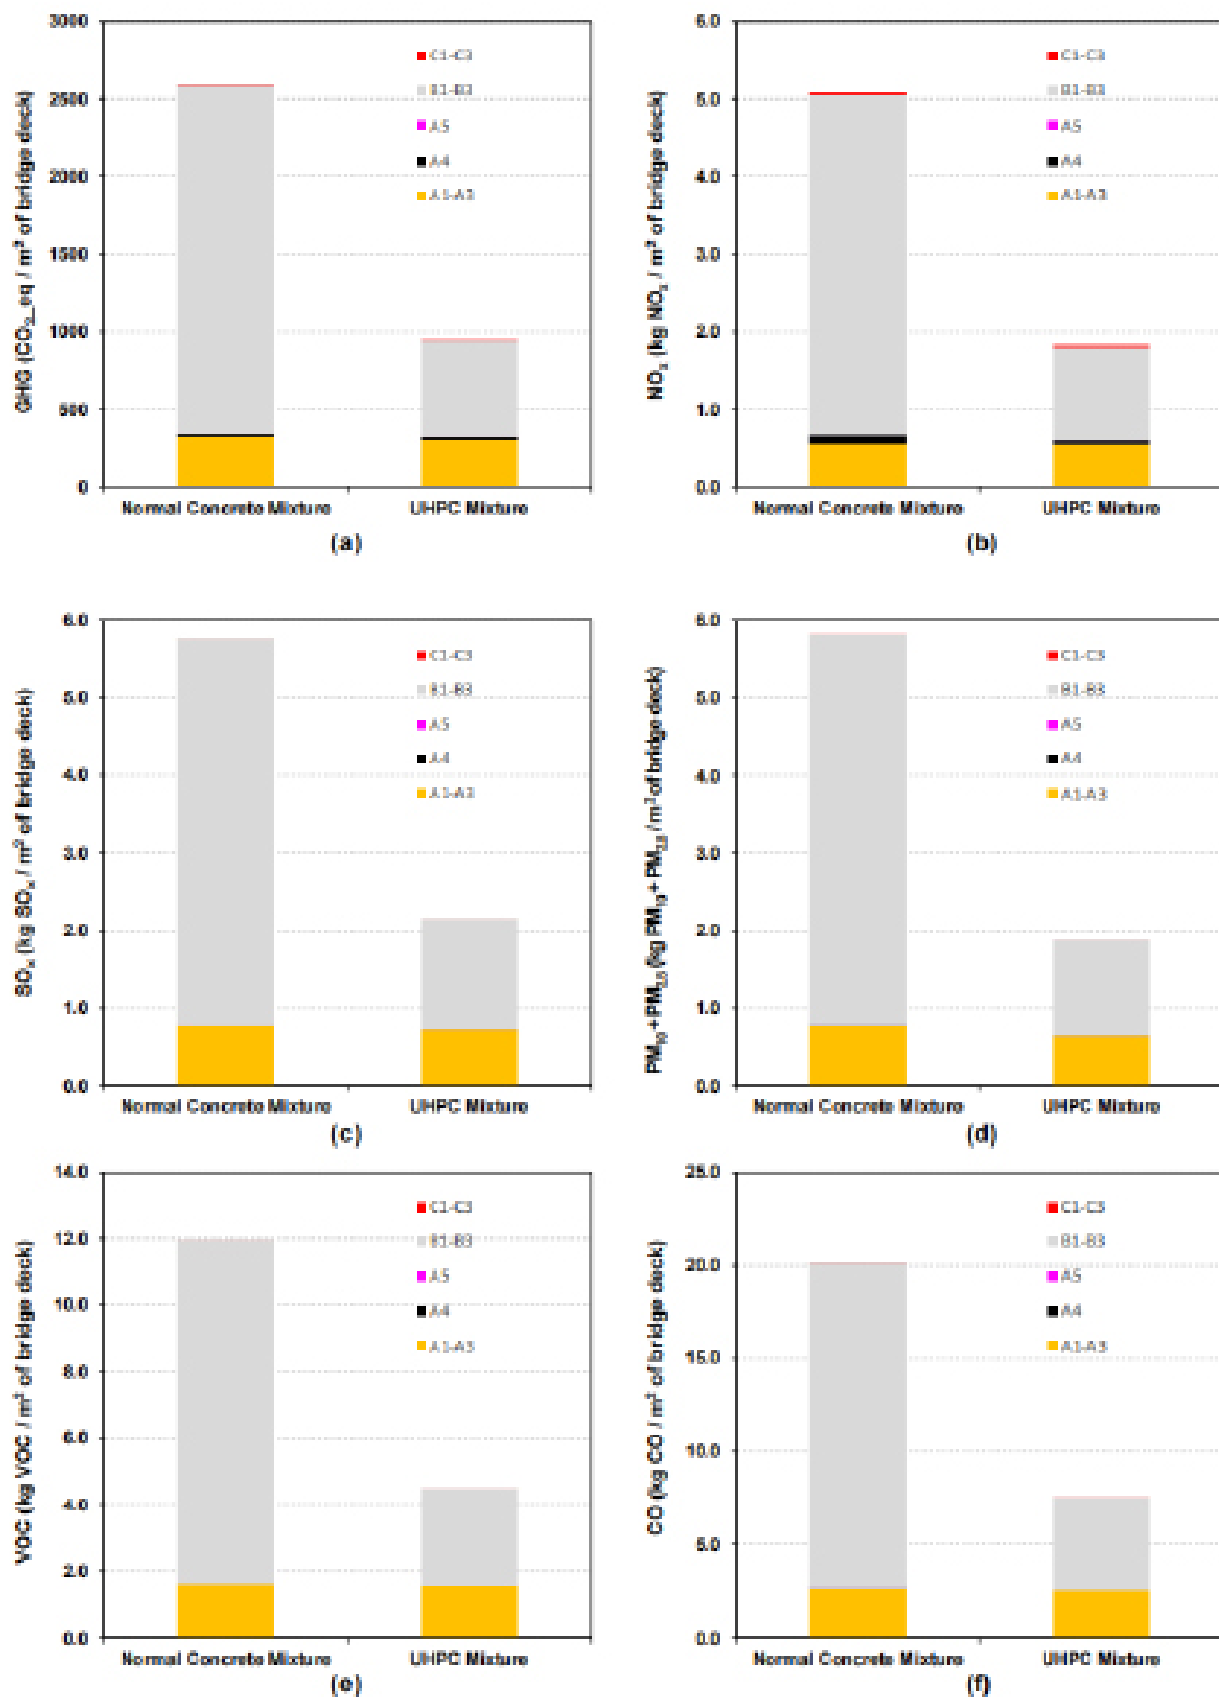 3000
2500
2000
1500
1000
500
0
GHG (CO₂_eq / m² of bridge deck)
C1-C3
B1-B3
A5
A4
A1-A3
Normal Concrete Mixture
UHPC Mixture
(a)
6.0
5.0
4.0
3.0
2.0
1.0
0.0
NOₓ (kg NOₓ / m² of bridge deck)
C1-C3
B1-B3
A5
A4
A1-A3
Normal Concrete Mixture
UHPC Mixture
(b)
6.0
5.0
4.0
3.0
2.0
1.0
0.0
SOₓ (kg SOₓ / m² of bridge deck)
C1-C3
B1-B3
A5
A4
A1-A3
Normal Concrete Mixture
UHPC Mixture
(c)
6.0
5.0
4.0
3.0
2.0
1.0
0.0
PM₁₀+PM₂.₅ (kg PM₁₀+ PM₂.₅ / m² of bridge deck)
C1-C3
B1-B3
A5
A4
A1-A3
Normal Concrete Mixture
UHPC Mixture
(d)
14.0
12.0
10.0
8.0
6.0
4.0
2.0
0.0
VOC (kg VOC / m² of bridge deck)
C1-C3
B1-B3
A5
A4
A1-A3
Normal Concrete Mixture
UHPC Mixture
(e)
25.0
20.0
15.0
10.0
5.0
0.0
CO (kg CO / m² of bridge deck)
C1-C3
B1-B3
A5
A4
A1-A3
Normal Concrete Mixture
UHPC Mixture
(f)